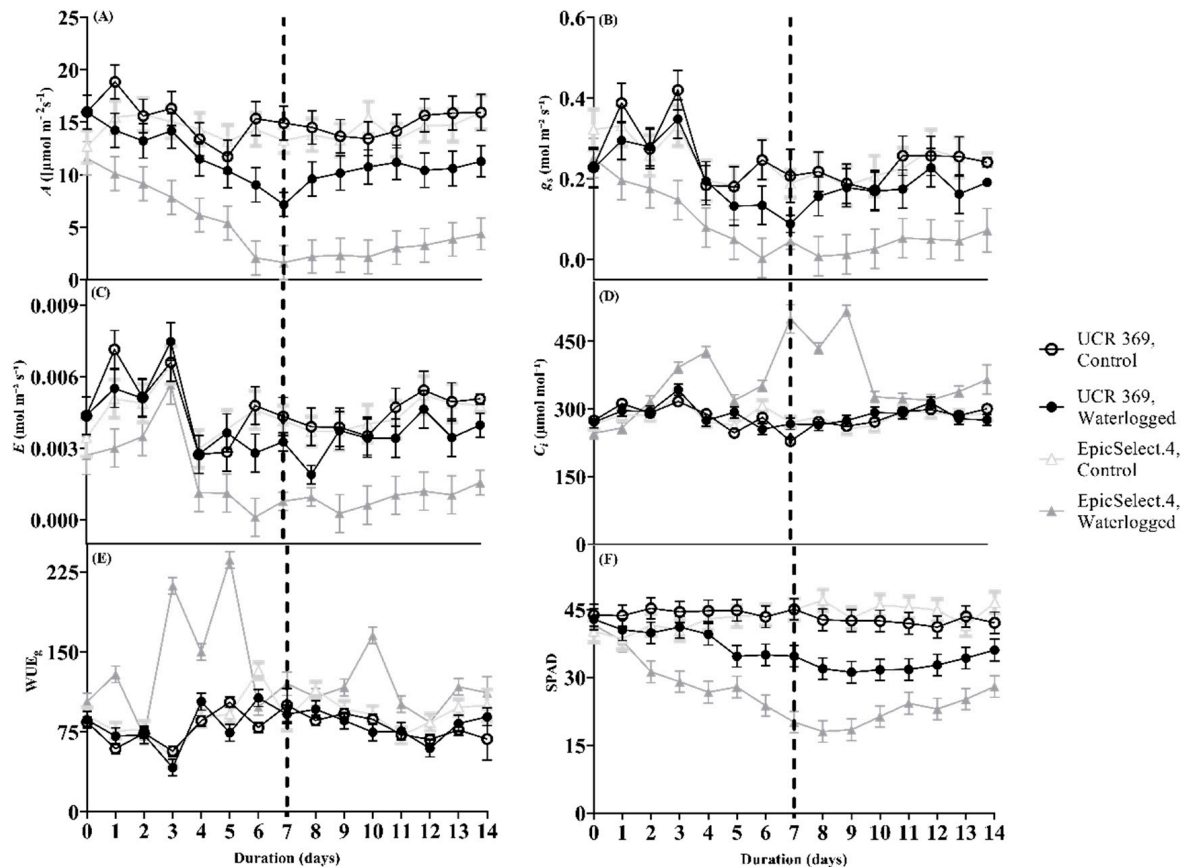 (A)
25
20
15
10
5
0
A ([µmol m⁻²s⁻¹)
(B)
0.6
0.4
0.2
0.0
gs (mol m⁻² s⁻¹)
(C)
0.009
0.006
0.003
0.000
E (mol m⁻² s⁻¹)
(D)
450
300
150
0
Ci (µmol mol⁻¹)
UCR 369,
Control
UCR 369,
Waterlogged
EpicSelect.4,
Control
EpicSelect.4,
Waterlogged
(E)
225
150
75
0
WUEg
0 1 2 3 4 5 6 7 8 9 10 11 12 13 14
Duration (days)
(F)
45
30
15
0
SPAD
0 1 2 3 4 5 6 7 8 9 10 11 12 13 14
Duration (days)